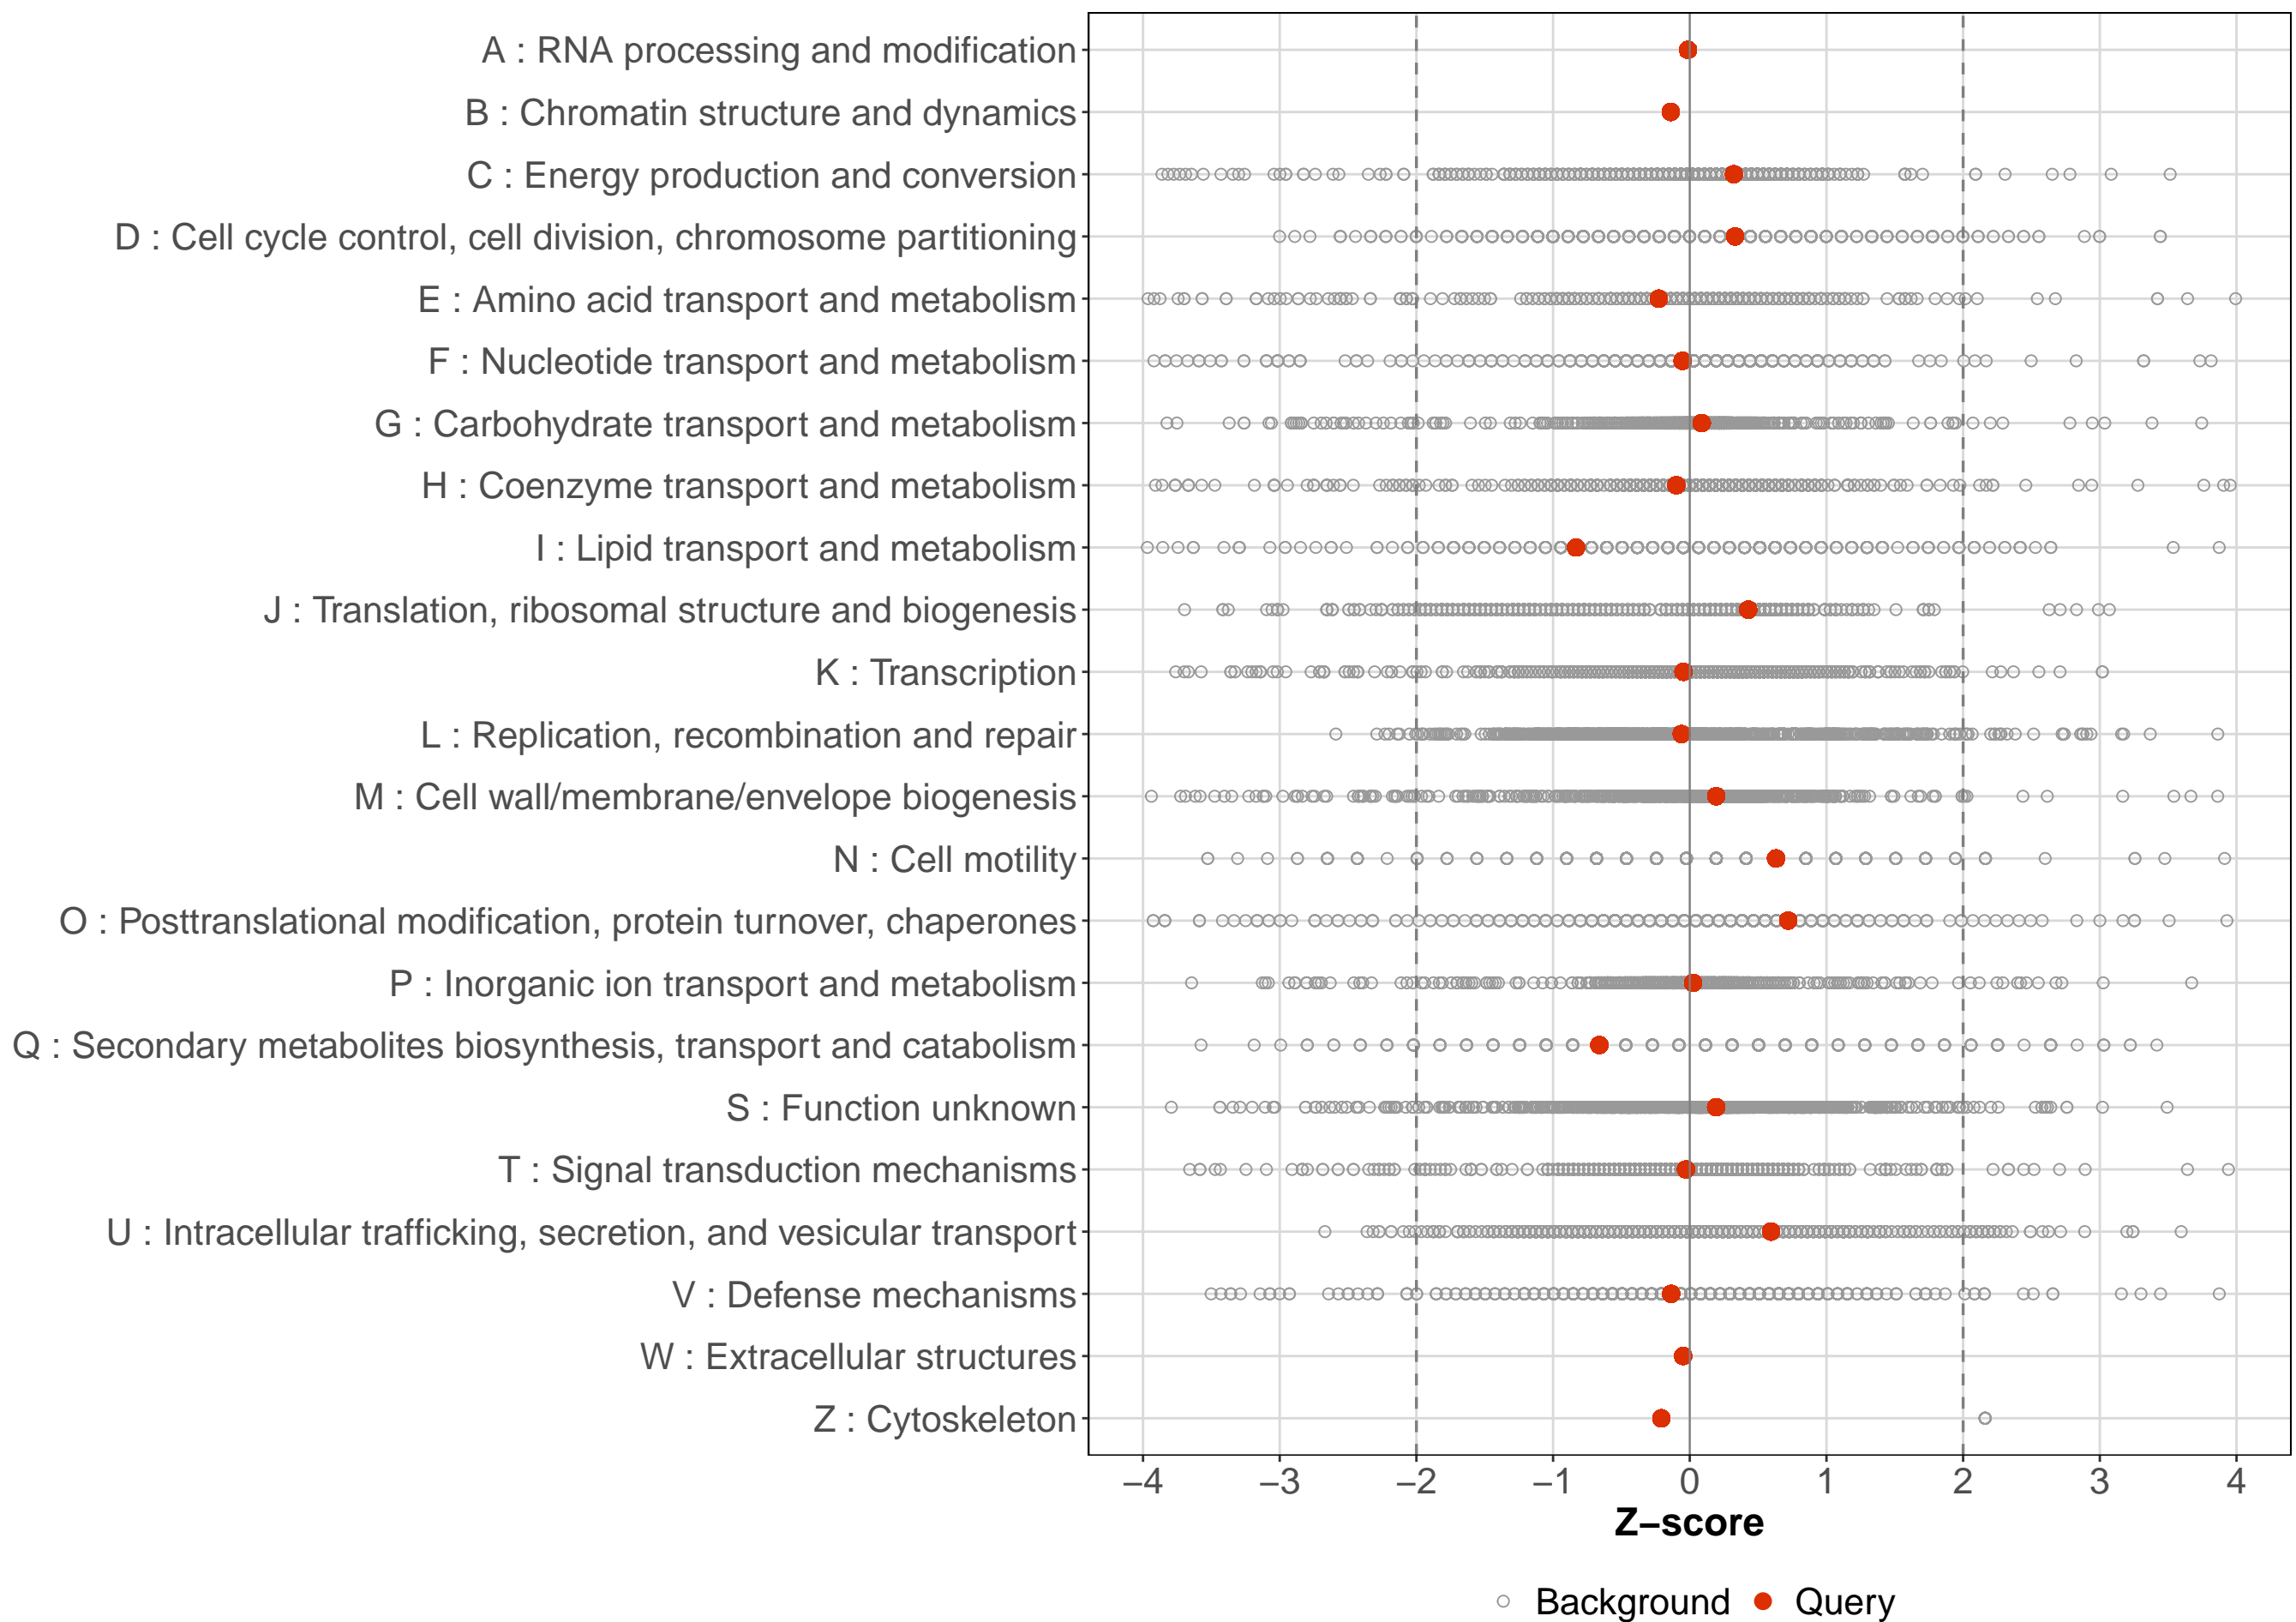 A : RNA processing and modification
B : Chromatin structure and dynamics
C : Energy production and conversion
D : Cell cycle control, cell division, chromosome partitioning
E : Amino acid transport and metabolism
F : Nucleotide transport and metabolism
G : Carbohydrate transport and metabolism
H : Coenzyme transport and metabolism
I : Lipid transport and metabolism
J : Translation, ribosomal structure and biogenesis
K : Transcription
L : Replication, recombination and repair
M : Cell wall/membrane/envelope biogenesis
N : Cell motility
O : Posttranslational modification, protein turnover, chaperones
P : Inorganic ion transport and metabolism
Q : Secondary metabolites biosynthesis, transport and catabolism
S : Function unknown
T : Signal transduction mechanisms
U : Intracellular trafficking, secretion, and vesicular transport
V : Defense mechanisms
W : Extracellular structures
Z : Cytoskeleton
−4 −3 −2 −1 0 1 2 3 4
Z−score
Background Query